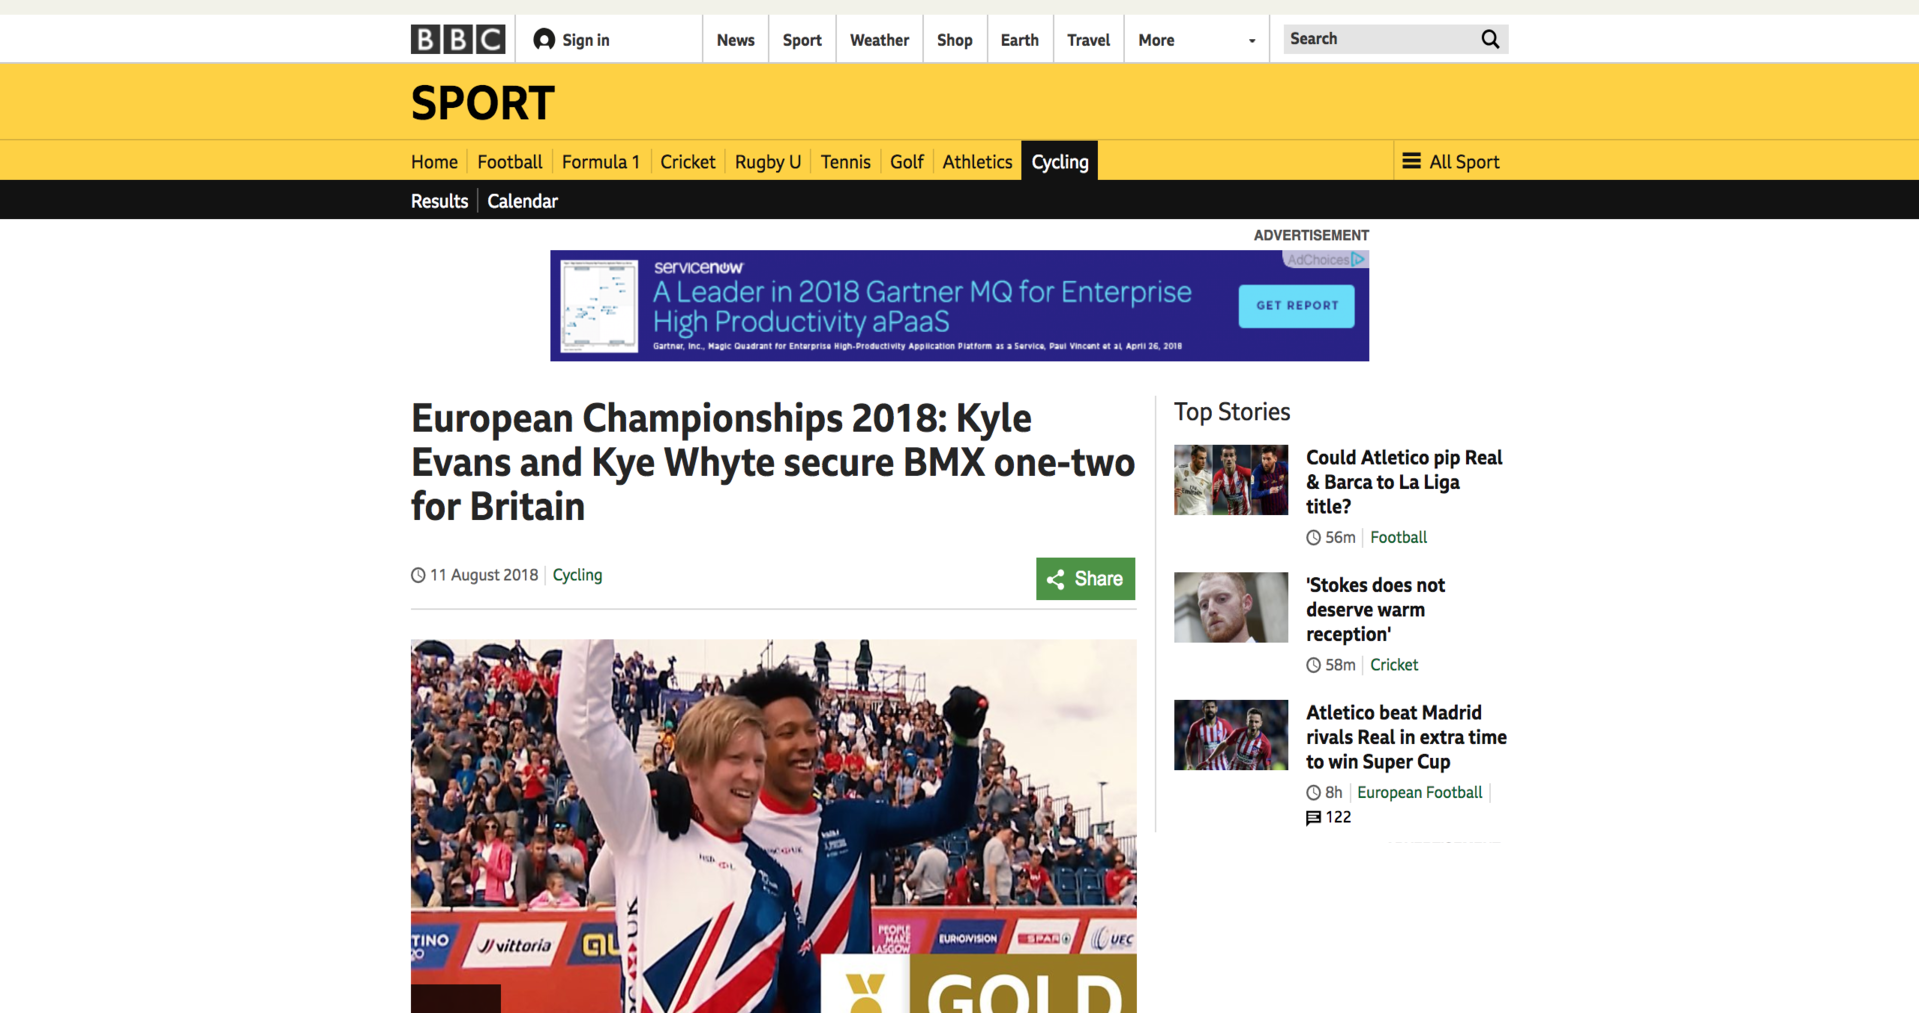 BBC
Sign in
News
Sport
Weather
Shop
Earth
Travel
More
Search
SPORT
Home
Football
Formula 1
Cricket
Rugby U
Tennis
Golf
Athletics
Cycling
All Sport
Results
Calendar
ADVERTISEMENT
AdChoices
servicenow
A Leader in 2018 Gartner MQ for Enterprise
High Productivity aPaaS
Gartner, Inc., Magic Quadrant for Enterprise High-Productivity Application Platform as a Service, Paul Vincent et al, April 26, 2018
GET REPORT
European Championships 2018: Kyle
Evans and Kye Whyte secure BMX one-two
for Britain
11 August 2018
Cycling
Share
Top Stories
Could Atletico pip Real
& Barca to La Liga
title?
56m
Football
'Stokes does not
deserve warm
reception'
58m
Cricket
Atletico beat Madrid
rivals Real in extra time
to win Super Cup
8h
European Football
122
HSBC UK
TINO
vittoria
PEOPLE
MAKE
EUROVISION
SPAR
UEC
GOLD